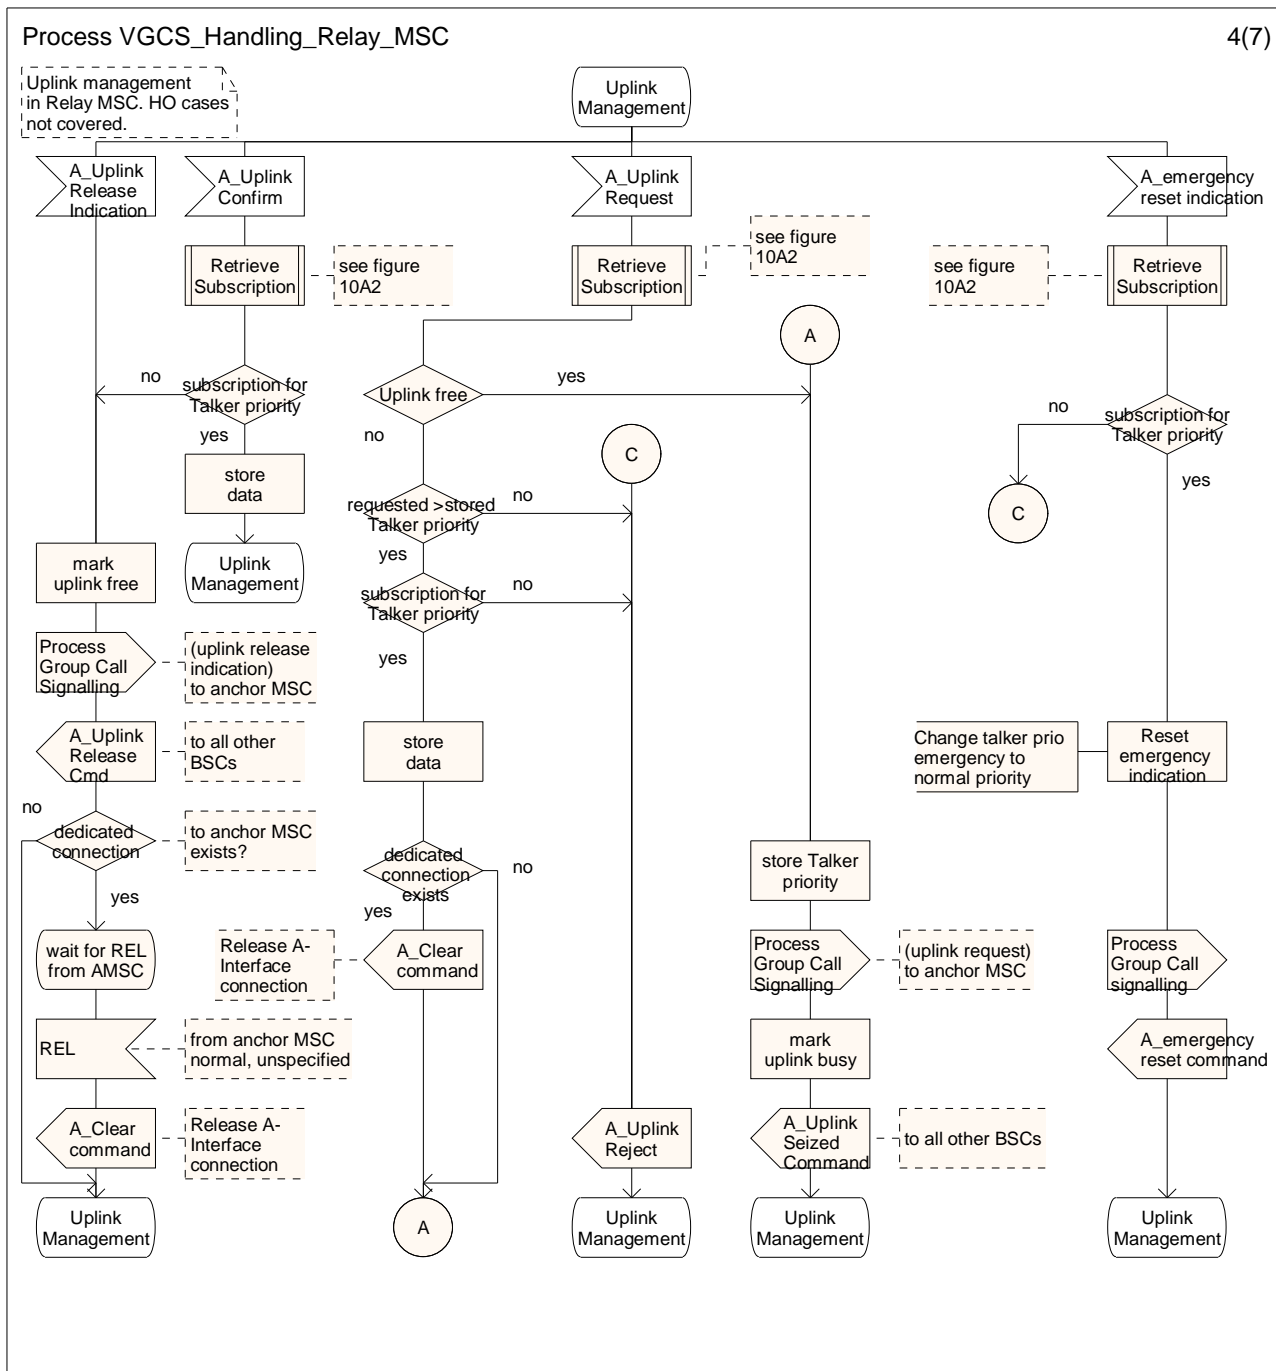 Process VGCS_Handling_Relay_MSC
4(7)
Uplink management
in Relay MSC. HO cases
not covered.
Uplink
Management
A_Uplink
Release
Indication
A_Uplink
Confirm
A_Uplink
Request
A_emergency
reset indication
Retrieve
Subscription
see figure
10A2
Retrieve
Subscription
see figure
10A2
see figure
10A2
Retrieve
Subscription
A
no
subscription for
Talker priority
yes
Uplink free
yes
no
no
subscription for
Talker priority
yes
C
C
store
data
requested >stored
Talker priority
no
yes
mark
uplink free
Uplink
Management
subscription for
Talker priority
no
yes
Process
Group Call
Signalling
(uplink release
indication)
to anchor MSC
A_Uplink
Release
Cmd
to all other
BSCs
store
data
Change talker prio
emergency to
normal priority
Reset
emergency
indication
no
dedicated
connection
to anchor MSC
exists?
yes
dedicated
connection
exists
no
yes
store Talker
priority
wait for REL
from AMSC
Release A-
Interface
connection
A_Clear
command
Process
Group Call
Signalling
(uplink request)
to anchor MSC
Process
Group Call
signalling
REL
from anchor MSC
normal, unspecified
mark
uplink busy
A_emergency
reset command
A_Clear
command
Release A-
Interface
connection
A_Uplink
Reject
A_Uplink
Seized
Command
to all other BSCs
Uplink
Management
A
Uplink
Management
Uplink
Management
Uplink
Management